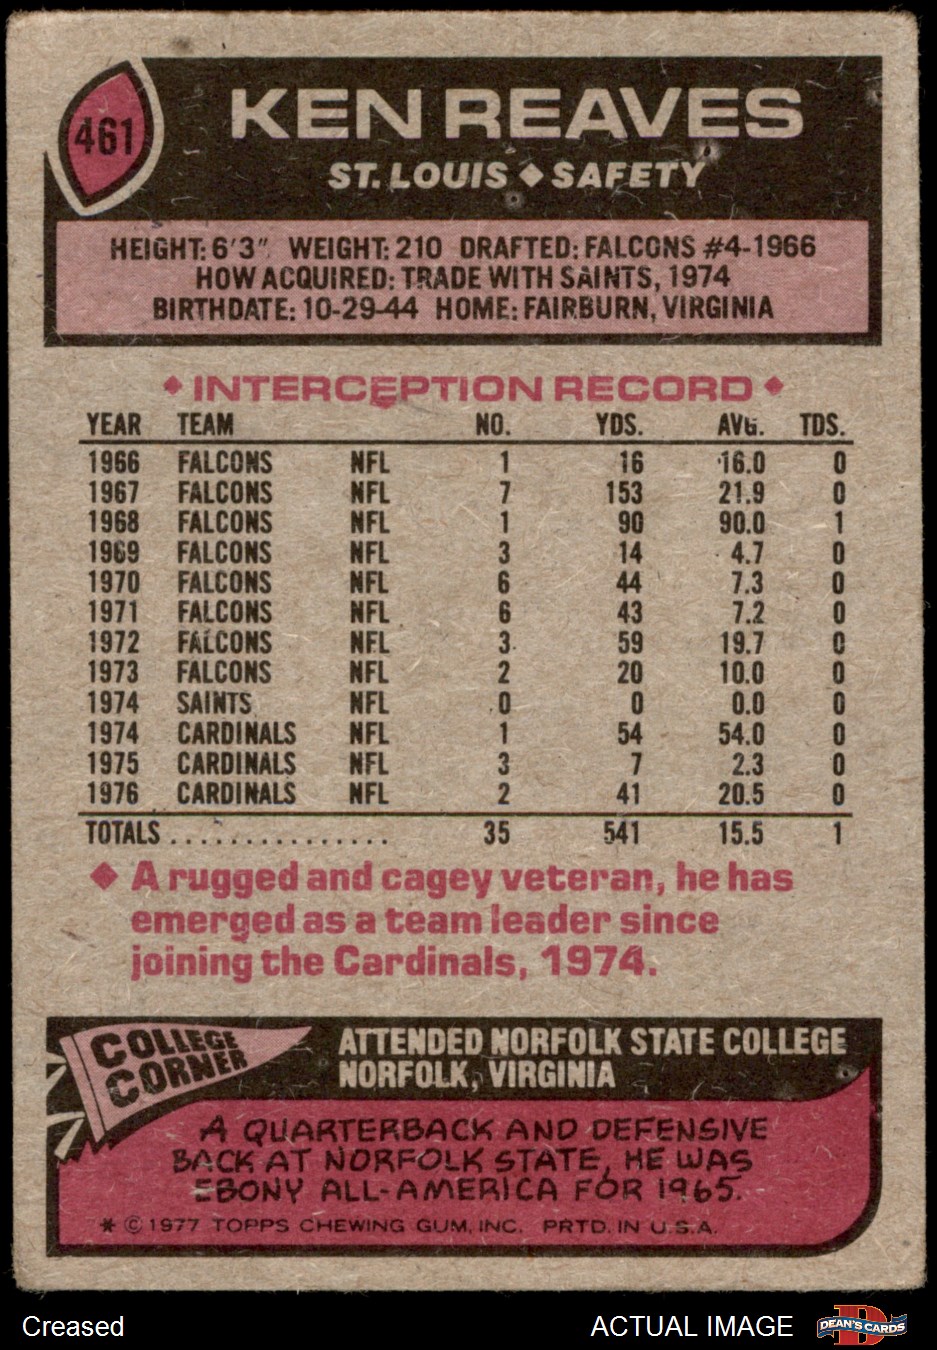 461
KEN REAVES
ST. LOUIS ◆ SAFETY
HEIGHT: 6'3" WEIGHT: 210 DRAFTED: FALCONS #4-1966
HOW ACQUIRED: TRADE WITH SAINTS, 1974
BIRTHDATE: 10-29-44 HOME: FAIRBURN, VIRGINIA
◆ INTERCEPTION RECORD ◆
YEAR TEAM NO. YDS. AVG. TDS.
1966 FALCONS NFL 1 16 16.0 0
1967 FALCONS NFL 7 153 21.9 0
1968 FALCONS NFL 1 90 90.0 1
1969 FALCONS NFL 3 14 4.7 0
1970 FALCONS NFL 6 44 7.3 0
1971 FALCONS NFL 6 43 7.2 0
1972 FALCONS NFL 3 59 19.7 0
1973 FALCONS NFL 2 20 10.0 0
1974 SAINTS NFL 0 0 0.0 0
1974 CARDINALS NFL 1 54 54.0 0
1975 CARDINALS NFL 3 7 2.3 0
1976 CARDINALS NFL 2 41 20.5 0
TOTALS . . . . . . . . . . . . . . . 35 541 15.5 1
◆ A rugged and cagey veteran, he has
emerged as a team leader since
joining the Cardinals, 1974.
COLLEGE
CORNER
ATTENDED NORFOLK STATE COLLEGE
NORFOLK, VIRGINIA
A QUARTERBACK AND DEFENSIVE
BACK AT NORFOLK STATE, HE WAS
EBONY ALL-AMERICA FOR 1965.
* © 1977 TOPPS CHEWING GUM, INC. PRTD. IN U.S.A.
Creased
ACTUAL IMAGE
D
DEAN'S CARDS